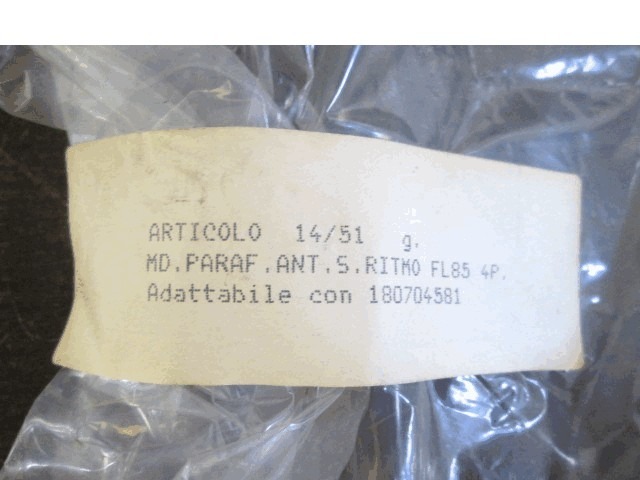 ARTICOLO 14/51 g.
MD.PARAF.ANT.S.RITMO FL85 4P.
Adattabile con 180704581